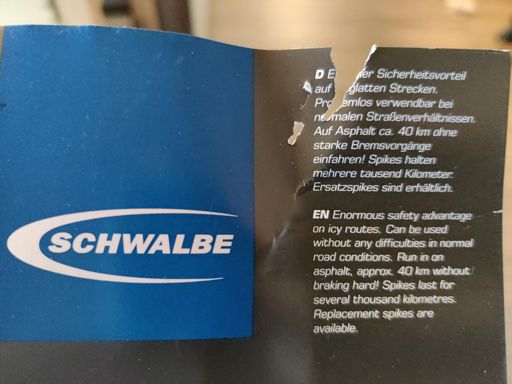 SCHWALBE
D E er Sicherheitsvorteil
auf glatten Strecken.
Pro emlos verwendbar bei
no malen Straßenverhältnissen.
Auf Asphalt ca. 40 km ohne
starke Bremsvorgänge
einfahren! Spikes halten
mehrere tausend Kilometer.
Ersatzspikes sind erhältlich.
EN Enormous safety advantage
on icy routes. Can be used
without any difficulties in normal
road conditions. Run in on
asphalt, approx. 40 km without
braking hard! Spikes last for
several thousand kilometres.
Replacement spikes are
available.